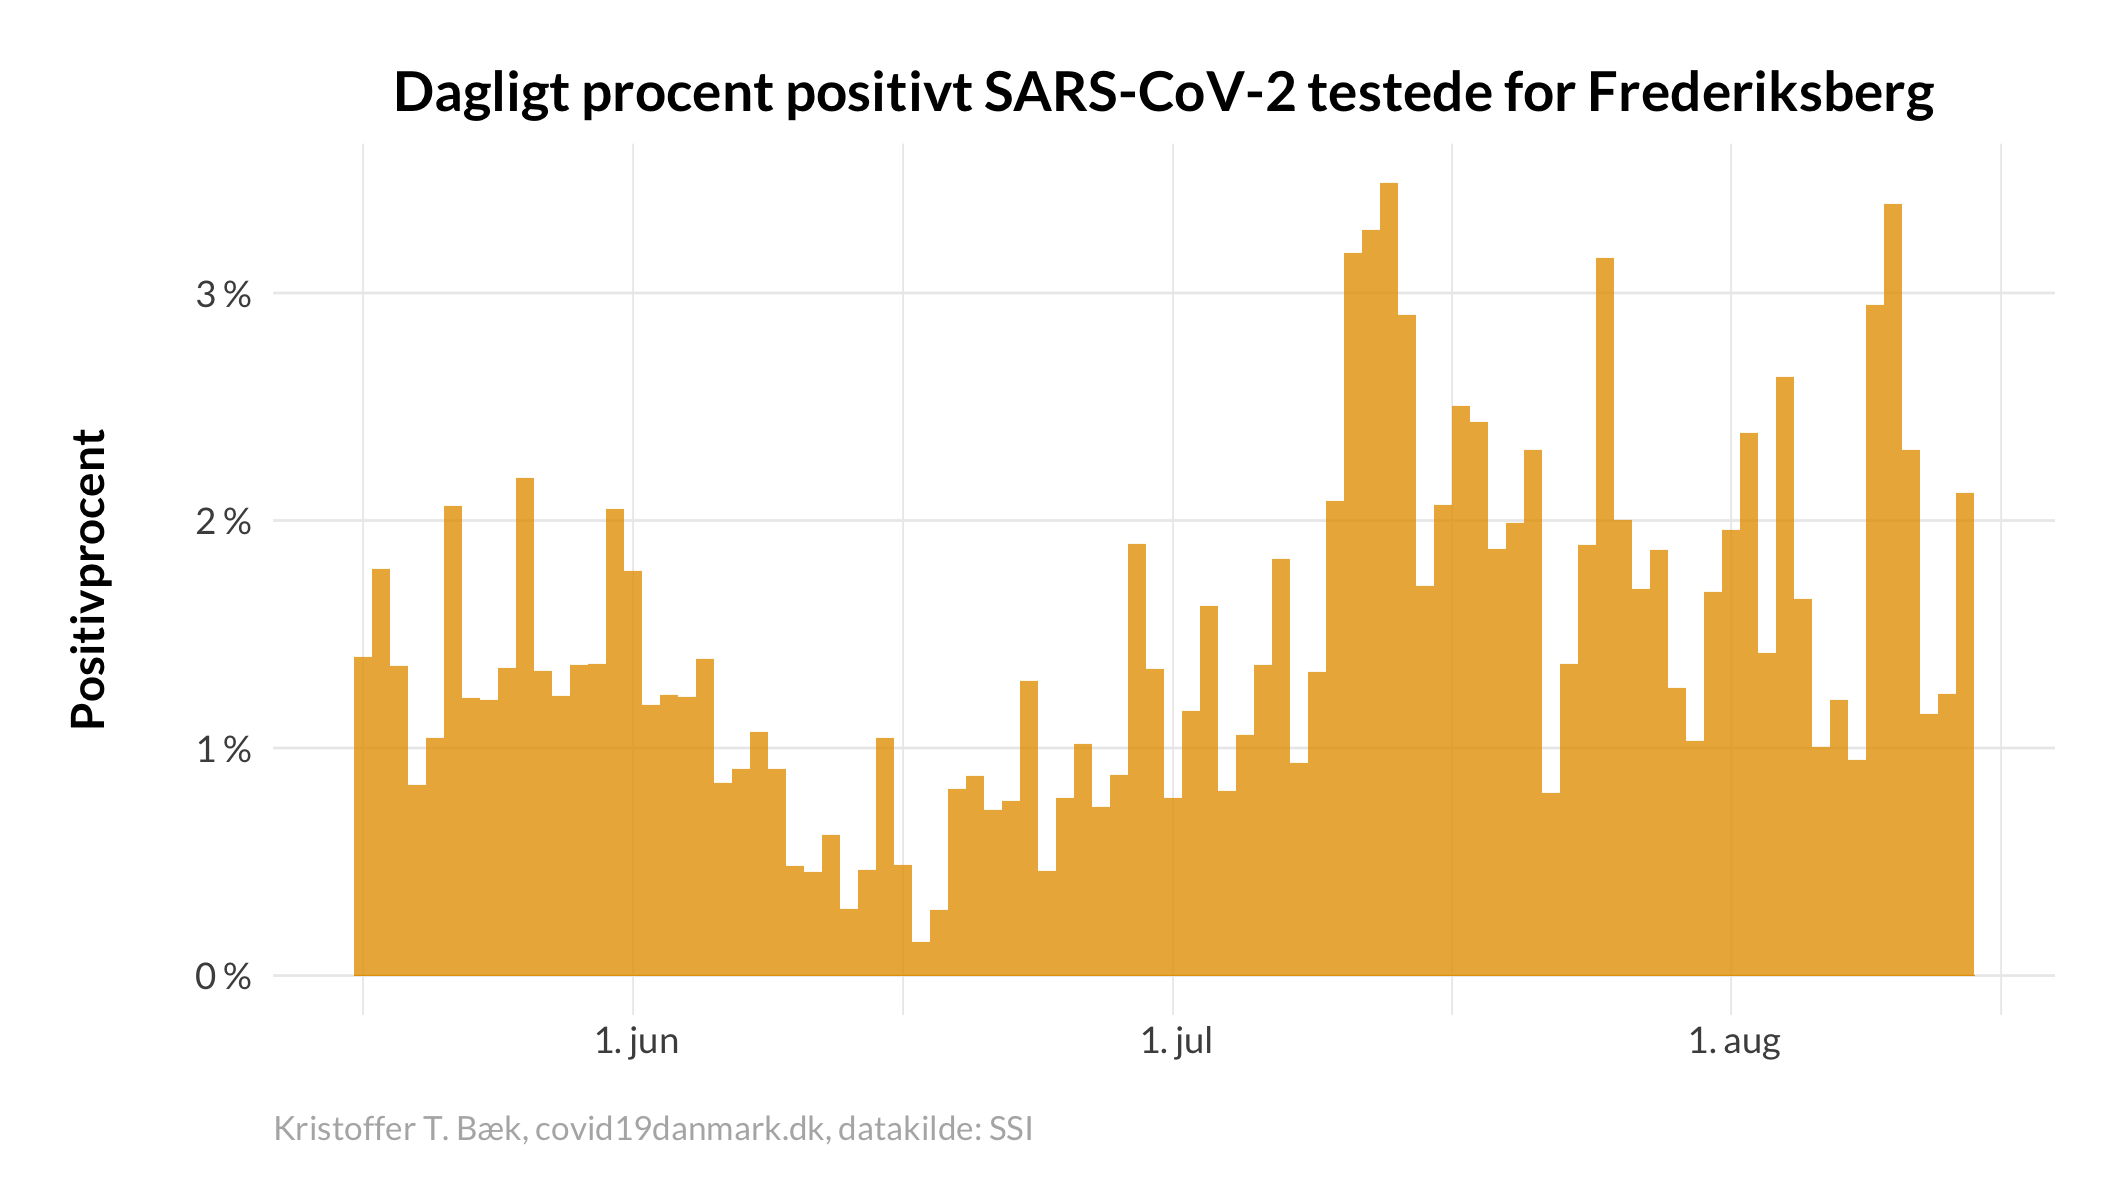 Dagligt procent positivt SARS-CoV-2 testede for Frederiksberg
Positivprocent
3 %
2 %
1 %
0 %
1. jun
1. jul
1. aug
Kristoffer T. Bæk, covid19danmark.dk, datakilde: SSI